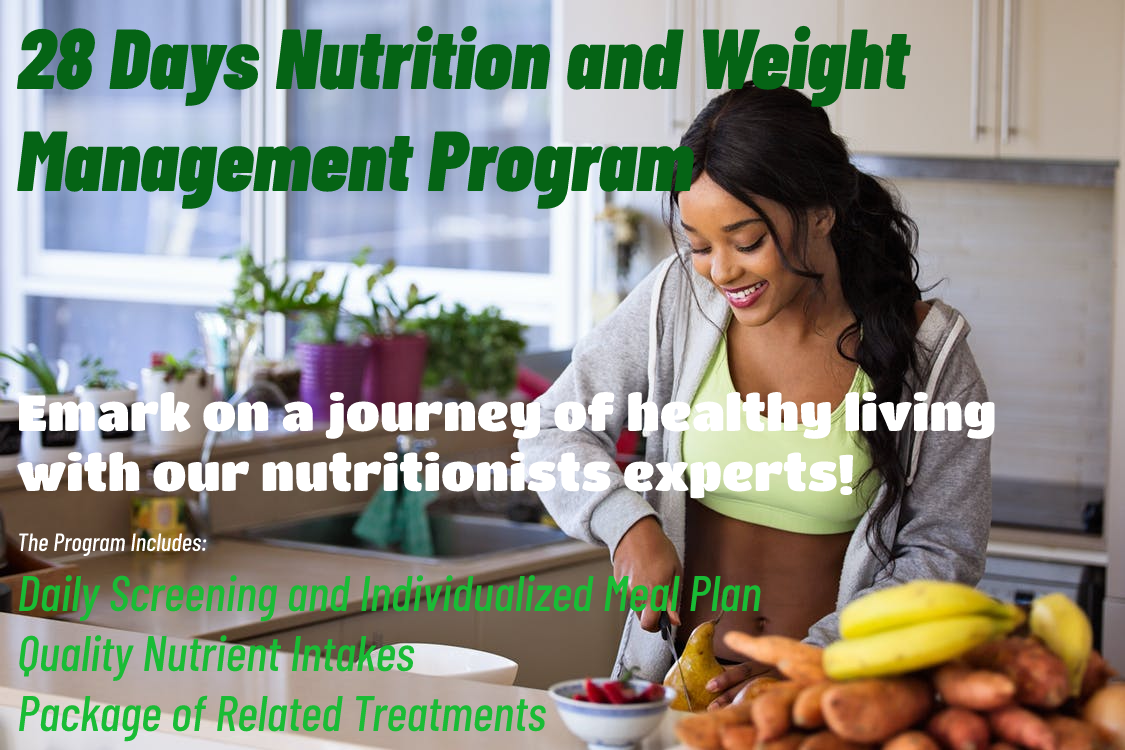 28 Days Nutrition and Weight
Management Program
Emark on a journey of healthy living
with our nutritionists experts!
The Program Includes:
Daily Screening and Individualized Meal Plan
Quality Nutrient Intakes
Package of Related Treatments